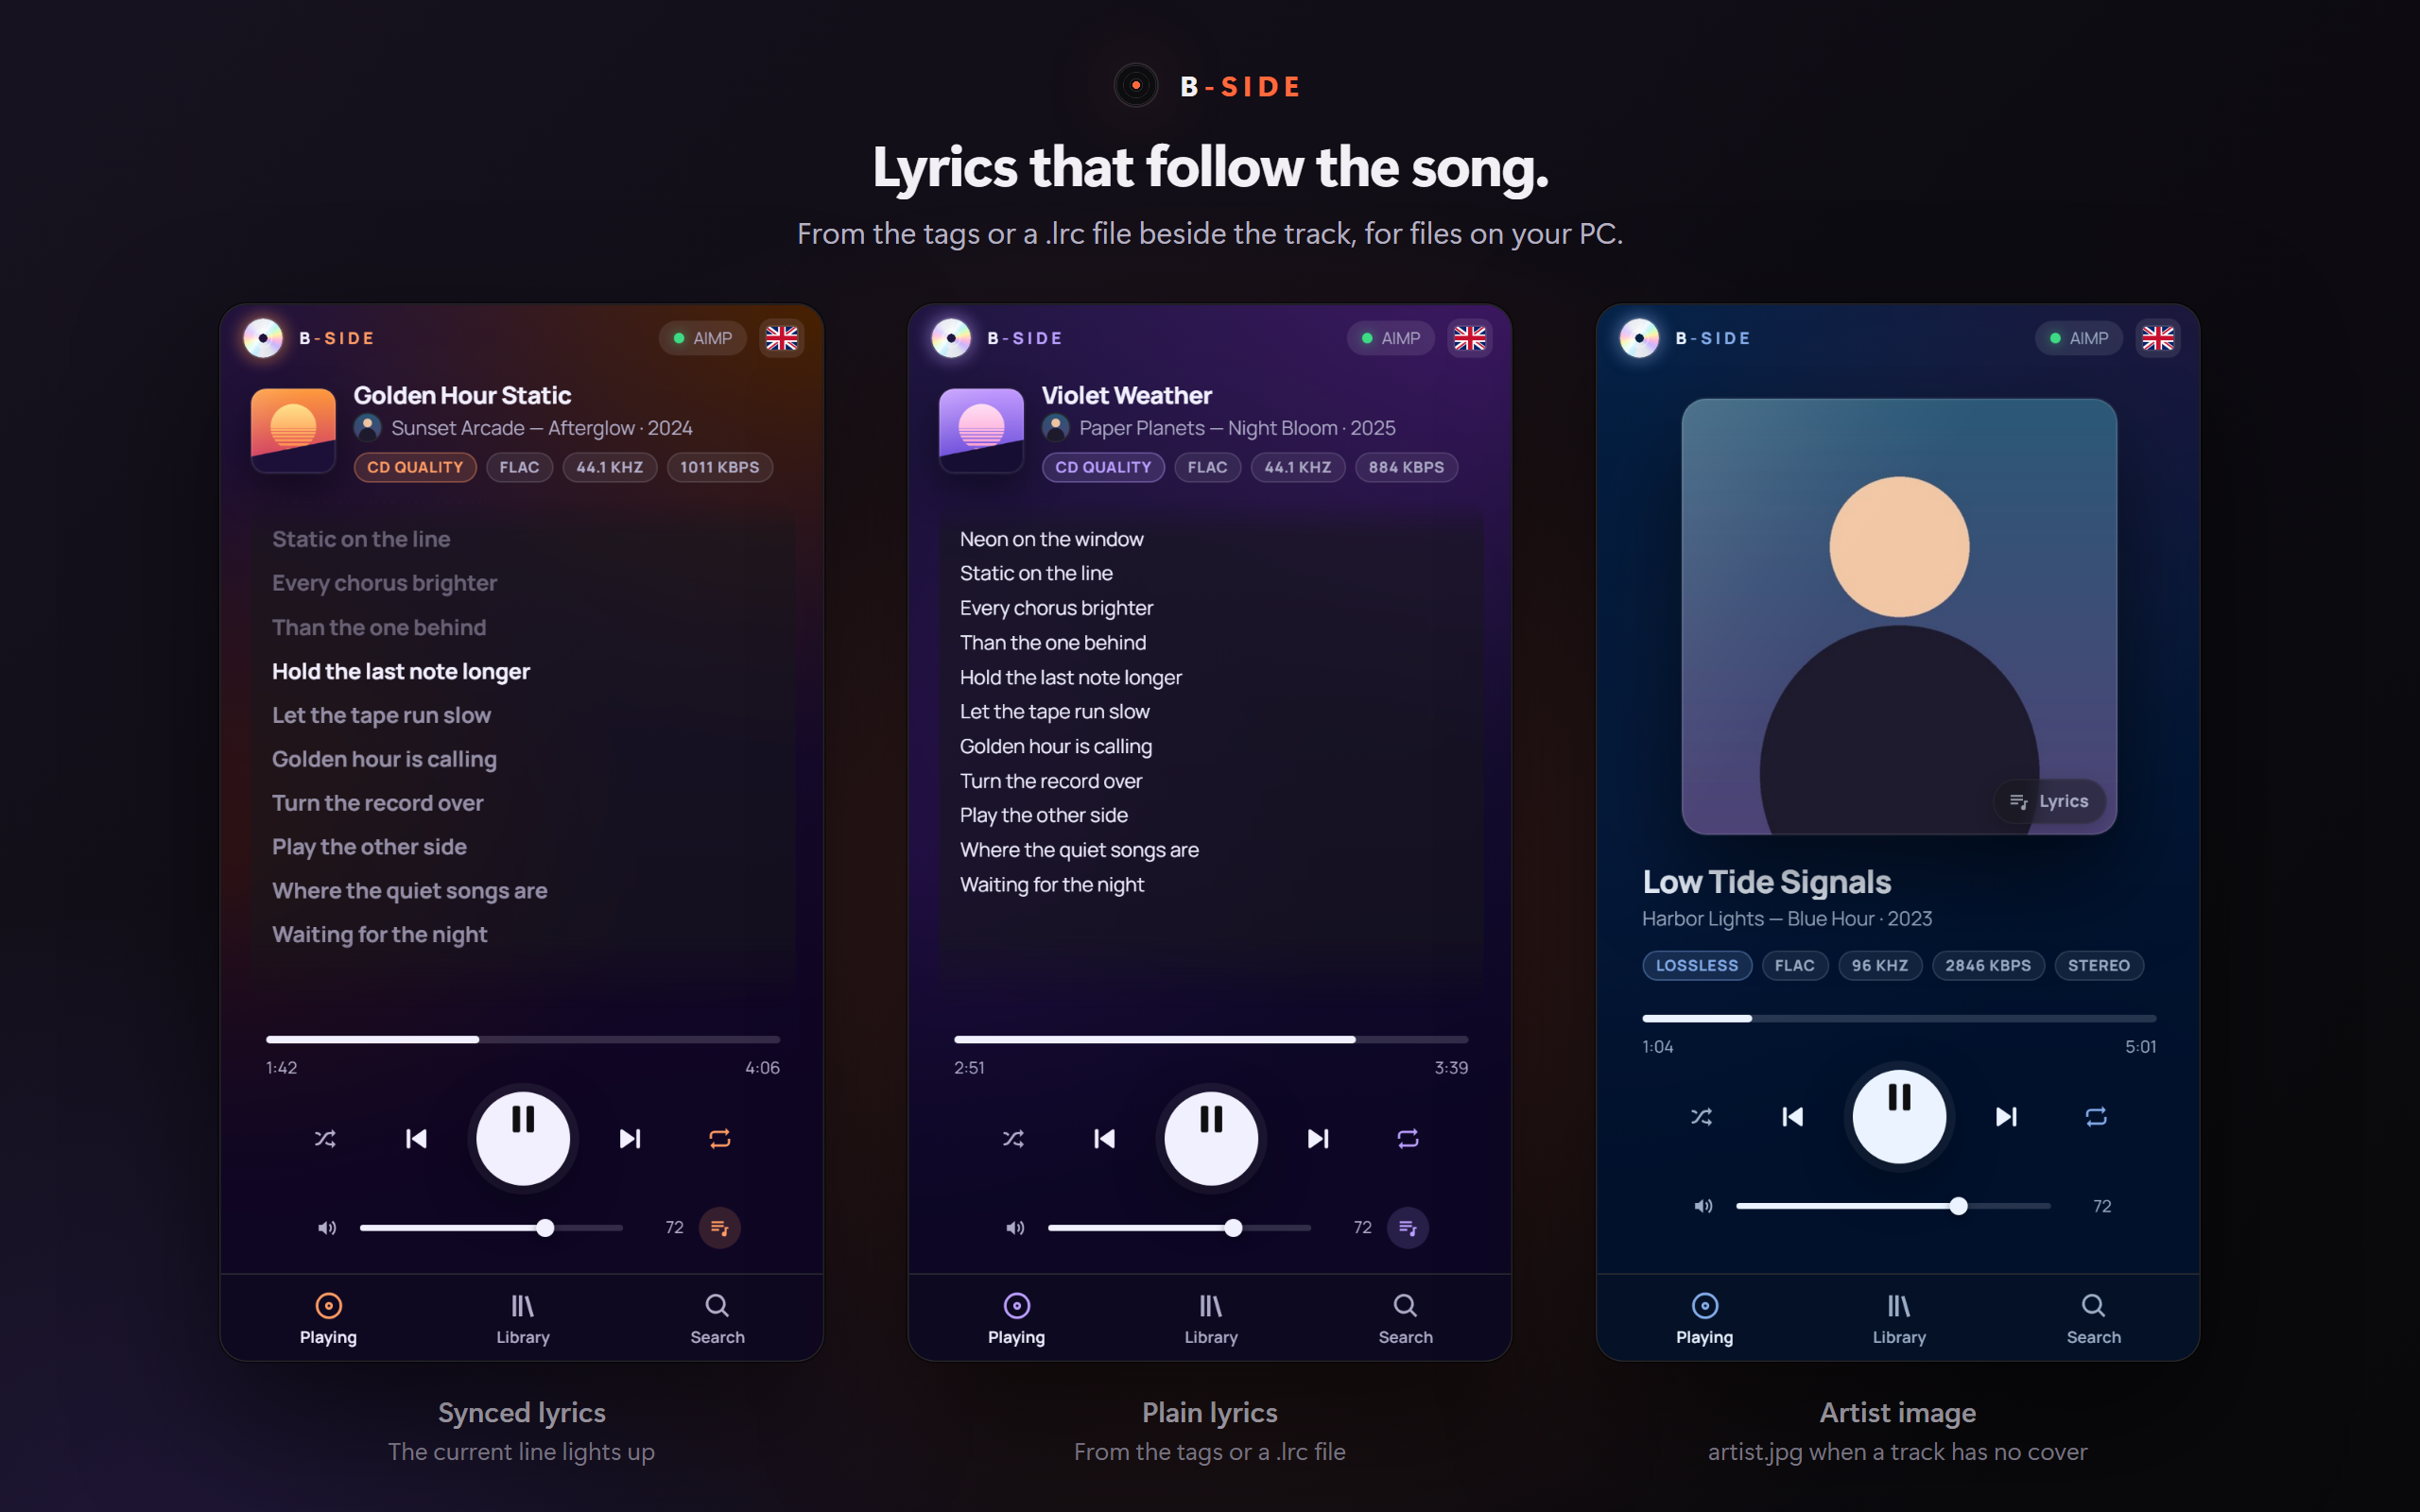 B-SIDE
Lyrics that follow the song.
From the tags or a .lrc file beside the track, for files on your PC.
B-SIDE
AIMP
Golden Hour Static
Sunset Arcade — Afterglow · 2024
CD QUALITY FLAC 44.1 KHZ 1011 KBPS
Static on the line
Every chorus brighter
Than the one behind
Hold the last note longer
Let the tape run slow
Golden hour is calling
Turn the record over
Play the other side
Where the quiet songs are
Waiting for the night
1:42 4:06
72
Playing Library Search
Synced lyrics
The current line lights up
B-SIDE
AIMP
Violet Weather
Paper Planets — Night Bloom · 2025
CD QUALITY FLAC 44.1 KHZ 884 KBPS
Neon on the window
Static on the line
Every chorus brighter
Than the one behind
Hold the last note longer
Let the tape run slow
Golden hour is calling
Turn the record over
Play the other side
Where the quiet songs are
Waiting for the night
2:51 3:39
72
Playing Library Search
Plain lyrics
From the tags or a .lrc file
B-SIDE
AIMP
Lyrics
Low Tide Signals
Harbor Lights — Blue Hour · 2023
LOSSLESS FLAC 96 KHZ 2846 KBPS STEREO
1:04 5:01
72
Playing Library Search
Artist image
artist.jpg when a track has no cover